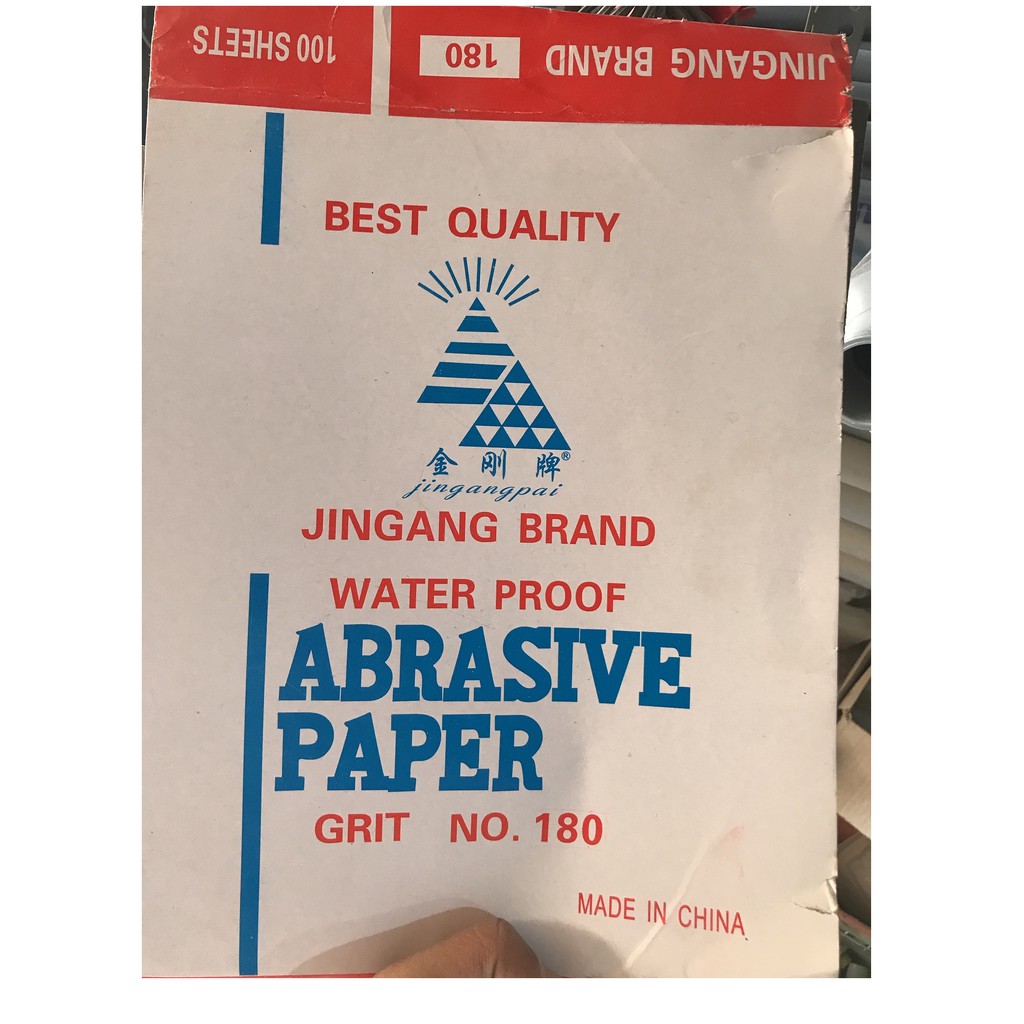 100 SHEETS
180
JINGANG BRAND
BEST QUALITY
金刚牌®
jingangpai
JINGANG BRAND
WATER PROOF
ABRASIVE
PAPER
GRIT NO. 180
MADE IN CHINA